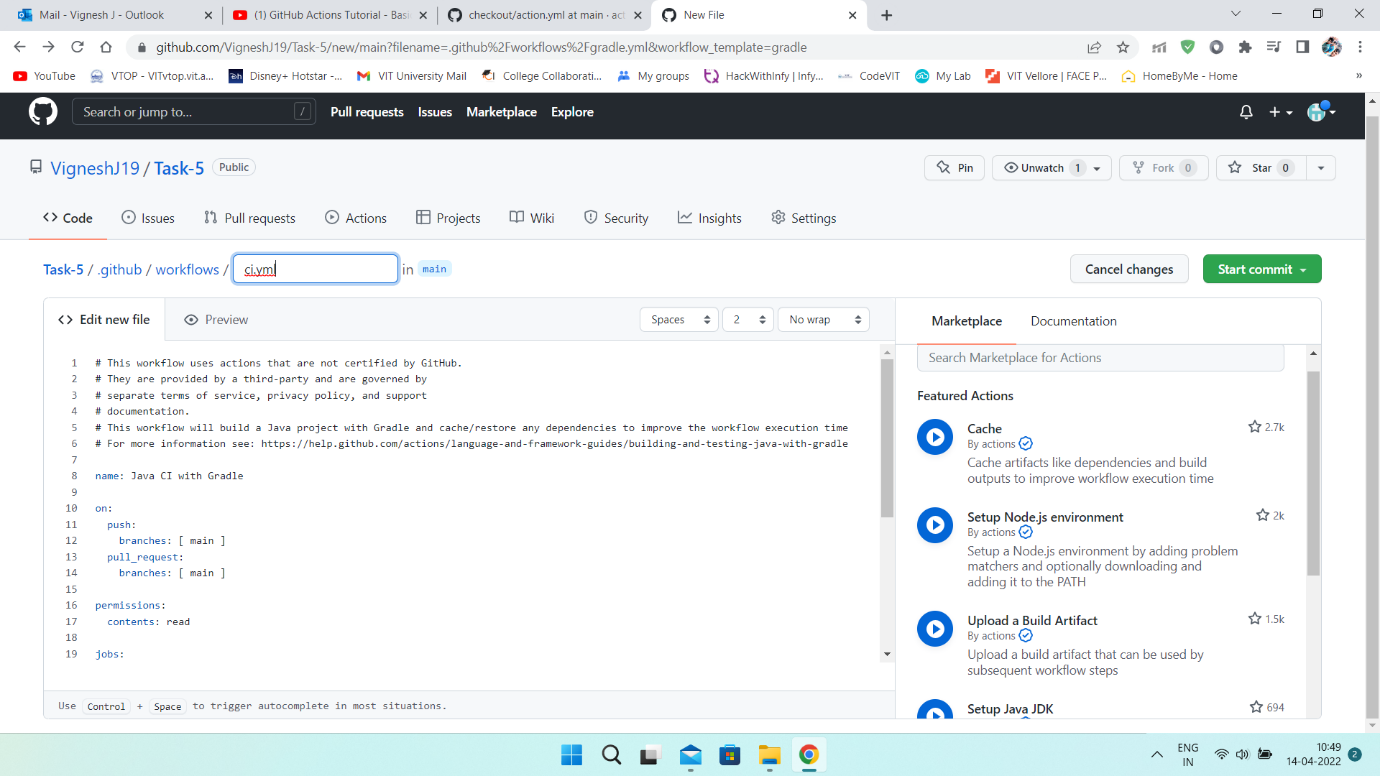 Mail - Vignesh J - Outlook
(1) GitHub Actions Tutorial - Basi
checkout/action.yml at main · act
New File
github.com/VigneshJ19/Task-5/new/main?filename=.github%2Fworkflows%2Fgradle.yml&workflow_template=gradle
YouTube
VTOP - VITvtop.vit.a...
Disney+ Hotstar -...
VIT University Mail
College Collaborati...
My groups
HackWithInfy | Infy...
CodeVIT
My Lab
VIT Vellore | FACE P...
HomeByMe - Home
»
Search or jump to... /
Pull requests
Issues
Marketplace
Explore
VigneshJ19 / Task-5 Public
Pin
Unwatch 1
Fork 0
Star 0
Code
Issues
Pull requests
Actions
Projects
Wiki
Security
Insights
Settings
Task-5 / .github / workflows / ci.yml in main
Cancel changes
Start commit
Edit new file
Preview
Spaces
2
No wrap
1 # This workflow uses actions that are not certified by GitHub.
2 # They are provided by a third-party and are governed by
3 # separate terms of service, privacy policy, and support
4 # documentation.
5 # This workflow will build a Java project with Gradle and cache/restore any dependencies to improve the workflow execution time
6 # For more information see: https://help.github.com/actions/language-and-framework-guides/building-and-testing-java-with-gradle
7
8 name: Java CI with Gradle
9
10 on:
11 push:
12 branches: [ main ]
13 pull_request:
14 branches: [ main ]
15
16 permissions:
17 contents: read
18
19 jobs:
Use Control + Space to trigger autocomplete in most situations.
Marketplace
Documentation
Search Marketplace for Actions
Featured Actions
Cache 2.7k
By actions
Cache artifacts like dependencies and build
outputs to improve workflow execution time
Setup Node.js environment 2k
By actions
Setup a Node.js environment by adding problem
matchers and optionally downloading and
adding it to the PATH
Upload a Build Artifact 1.5k
By actions
Upload a build artifact that can be used by
subsequent workflow steps
Setup Java JDK 694
ENG
IN
10:49
14-04-2022
2